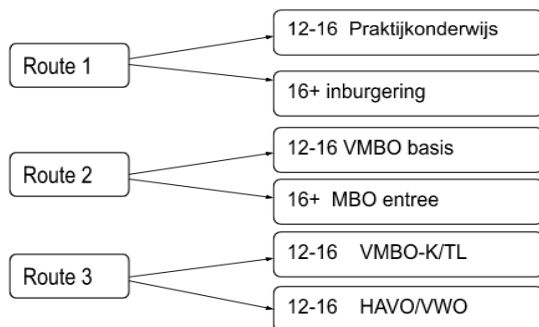 Route 1
12-16 Praktijkonderwijs
16+ inburgering
Route 2
12-16 VMBO basis
16+ MBO entree
Route 3
12-16 VMBO-K/TL
12-16 HAVO/VWO